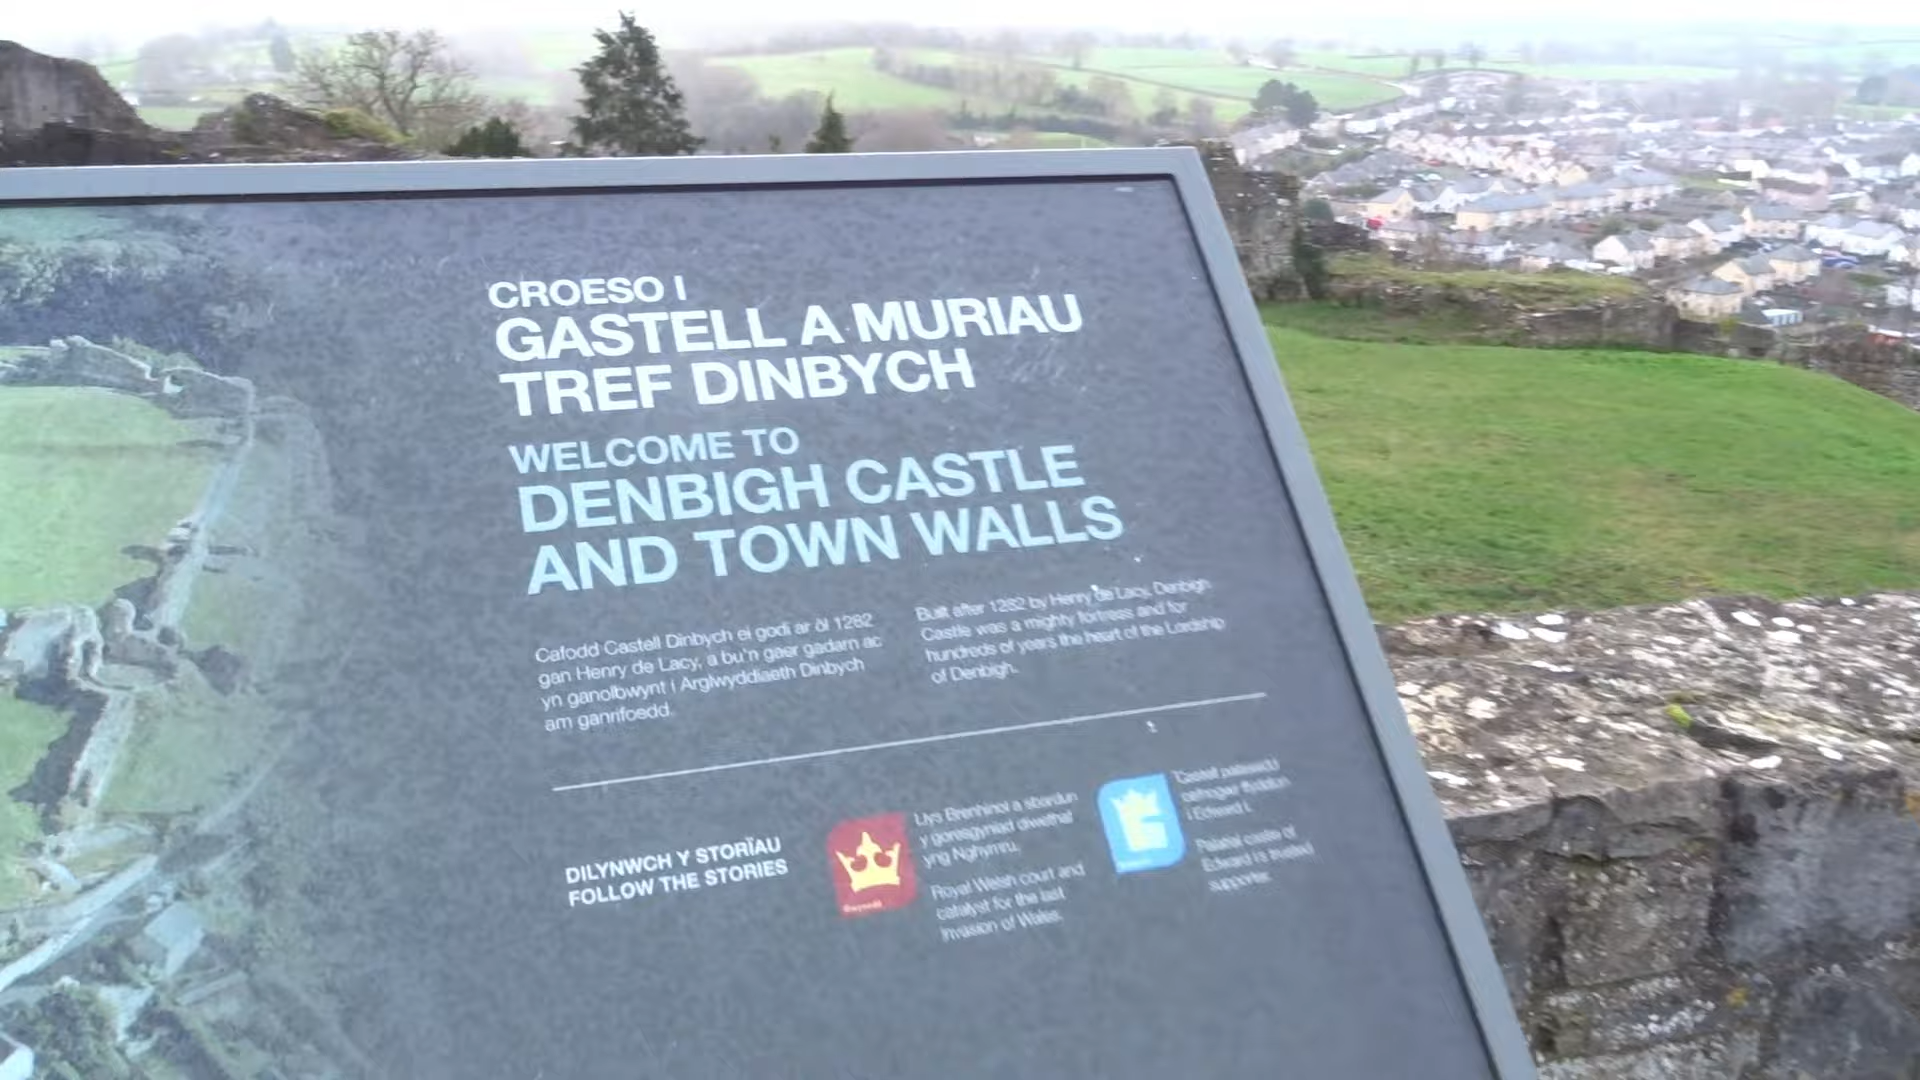 CROESO I
GASTELL A MURIAU
TREF DINBYCH
WELCOME TO
DENBIGH CASTLE
AND TOWN WALLS
Cafodd Castell Dinbych ei godi ar ôl 1282
gan Henry de Lacy, a bu'n gaer gadarn ac
yn ganolbwynt i Arglwyddiaeth Dinbych
am ganrifoedd.
Built after 1282 by Henry de Lacy, Denbigh
Castle was a mighty fortress and for
hundreds of years the heart of the Lordship
of Denbigh.
DILYNWCH Y STORÏAU
FOLLOW THE STORIES
Gwynedd
Llys Brenhinol a sbardun
y goresgyniad diwethaf
yng Nghymru.
Royal Welsh court and
catalyst for the last
invasion of Wales.
Castell palasaidd
cefnogwr ffyddlon
i Edward I.
Palatial castle of
Edward I's trusted
supporter.